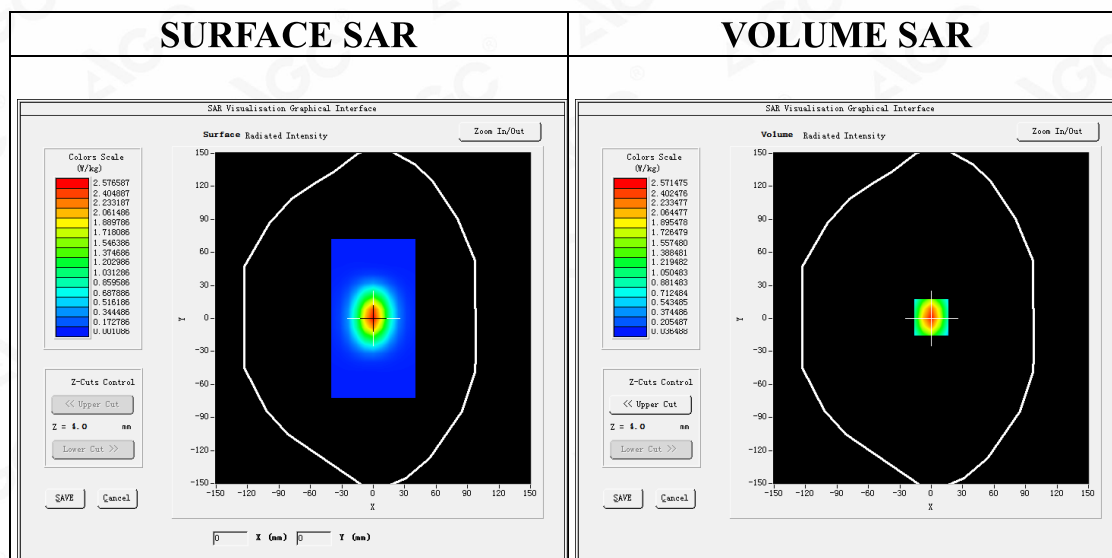 SURFACE SAR
VOLUME SAR
SAR Visualisation Graphical Interface
Surface Radiated Intensity
Zoom In/Out
Colors Scale
(W/kg)
2.576587
2.404887
2.233187
2.061486
1.889786
1.718086
1.546386
1.374686
1.202986
1.031286
0.859586
0.687886
0.516186
0.344486
0.172786
0.001086
150
120
90
60
30
0
-30
-60
-90
-120
-150
Y
-150 -120 -90 -60 -30 0 30 60 90 120 150
X
Z-Cuts Control
<< Upper Cut
Z = 4.0 mm
Lower Cut >>
SAVE Cancel
0 X (mm) 0 Y (mm)
SAR Visualisation Graphical Interface
Volume Radiated Intensity
Zoom In/Out
Colors Scale
(W/kg)
2.571475
2.402476
2.233477
2.064477
1.895478
1.726479
1.557480
1.388481
1.219482
1.050483
0.881483
0.712484
0.543485
0.374486
0.205487
0.036488
150
120
90
60
30
0
-30
-60
-90
-120
-150
Y
-150 -120 -90 -60 -30 0 30 60 90 120 150
X
Z-Cuts Control
<< Upper Cut
Z = 4.0 mm
Lower Cut >>
SAVE Cancel